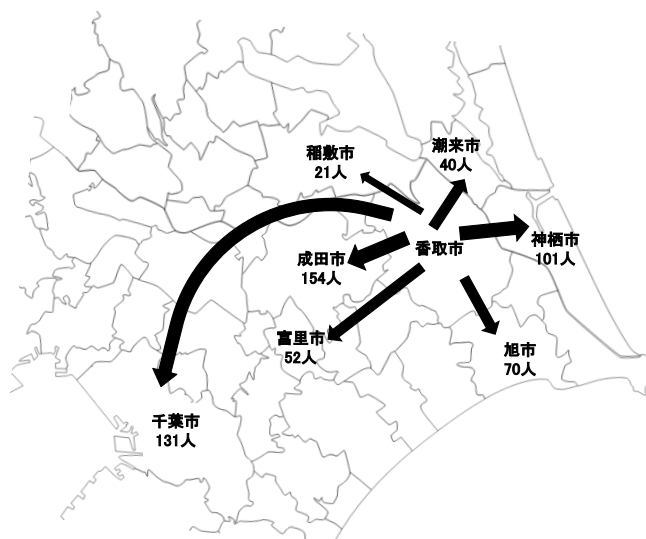 潮来市
40人
稲敷市
21人
神栖市
101人
香取市
成田市
154人
富里市
52人
旭市
70人
千葉市
131人